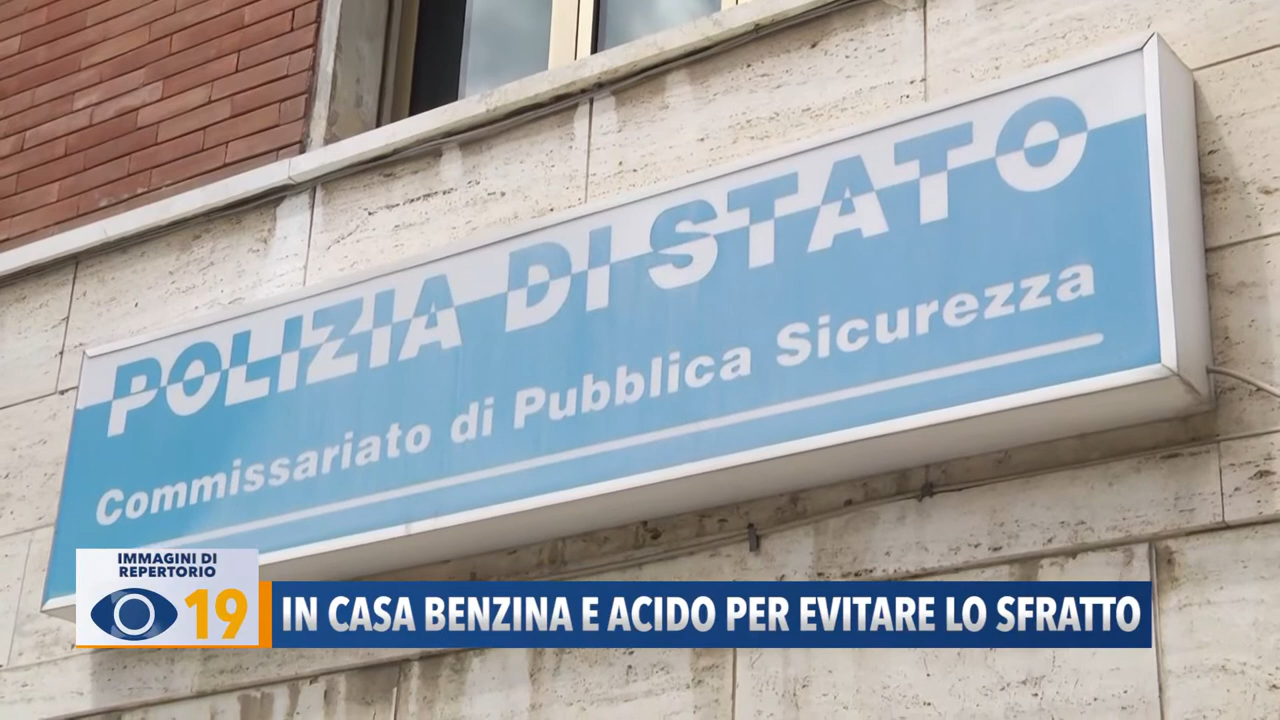 POLIZIA DI STATO
Commissariato di Pubblica Sicurezza
IMMAGINI DI
REPERTORIO
19
IN CASA BENZINA E ACIDO PER EVITARE LO SFRATTO